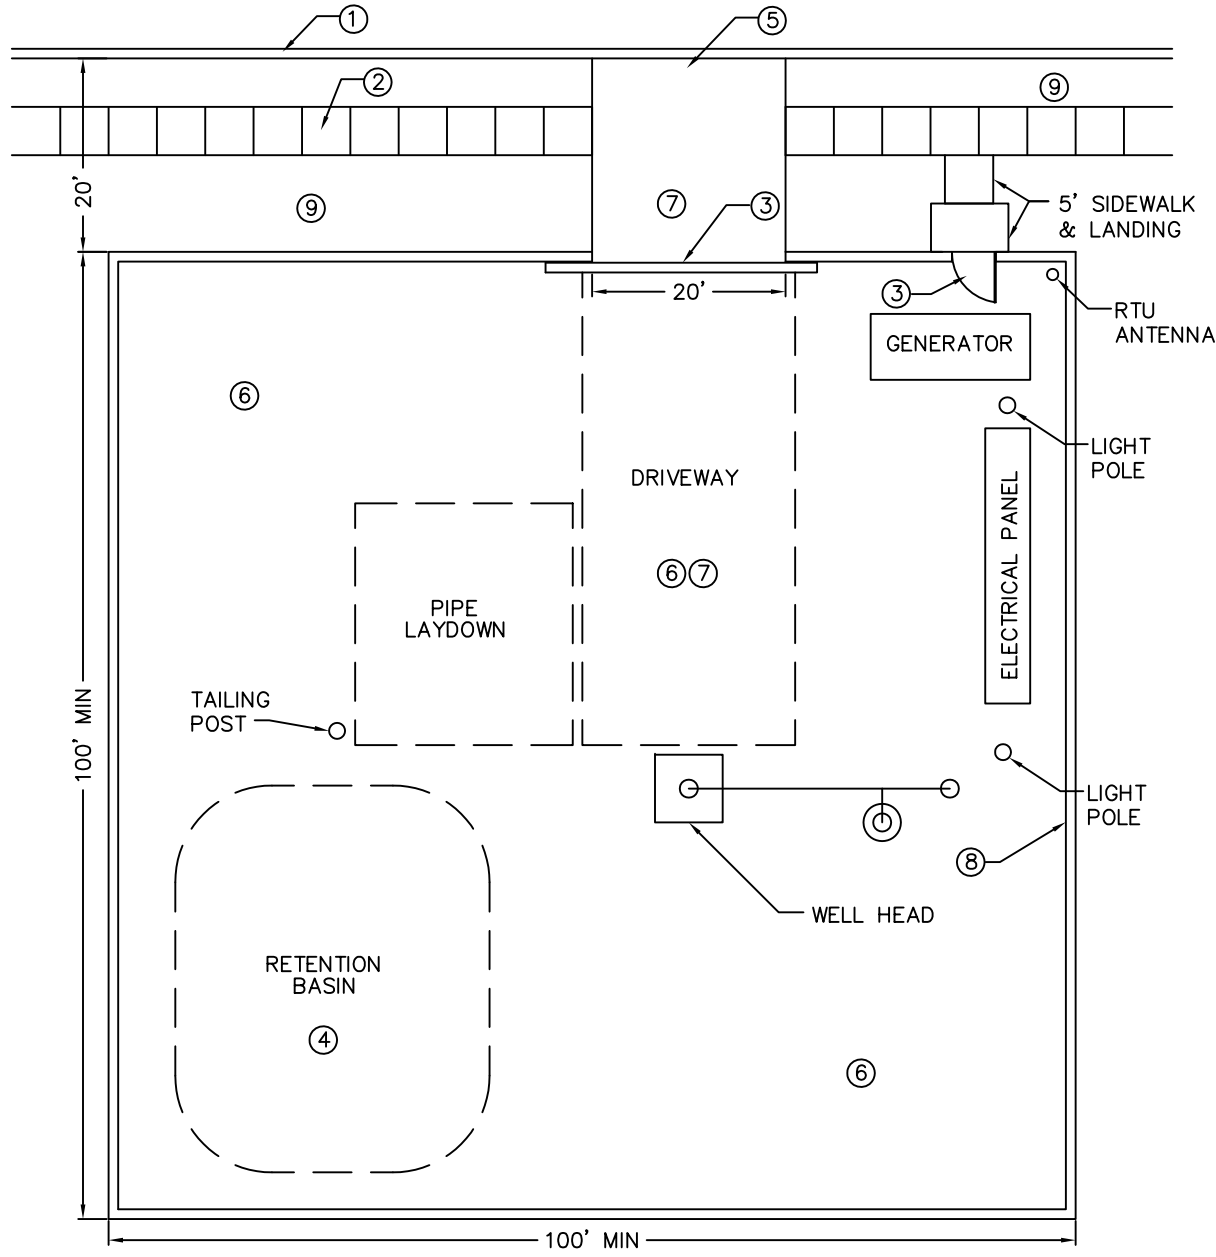 1
5
2
9
20'
9
7
3
5' SIDEWALK
& LANDING
20'
3
RTU
ANTENNA
GENERATOR
6
LIGHT
POLE
DRIVEWAY
ELECTRICAL PANEL
6 7
PIPE
LAYDOWN
TAILING
POST
100' MIN
LIGHT
POLE
8
WELL HEAD
RETENTION
BASIN
4
6
100' MIN